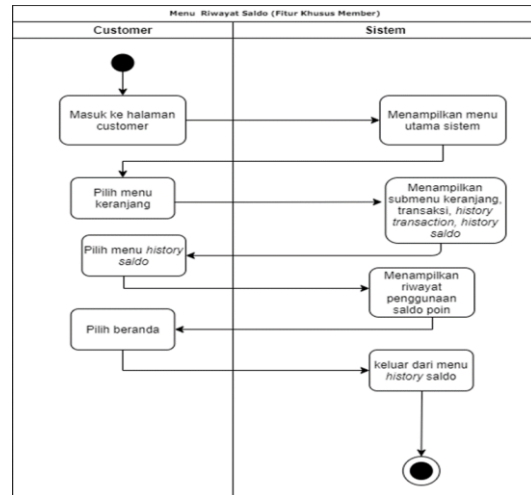 Menu Riwayat Saldo (Fitur Khusus Member)
Customer
Sistem
Masuk ke halaman
customer
Menampilkan menu
utama sistem
Pilih menu
keranjang
Menampilkan
submenu keranjang,
transaksi, history
transaction, history
saldo
Pilih menu history
saldo
Menampilkan
riwayat
penggunaan
saldo poin
Pilih beranda
keluar dari menu
history saldo